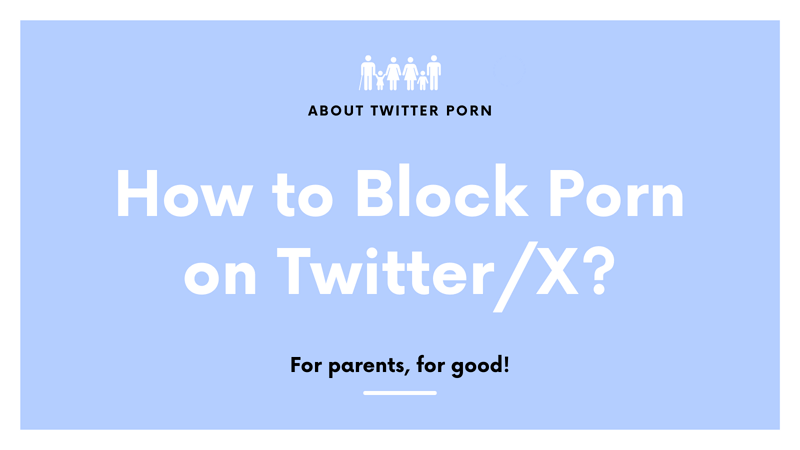 ABOUT TWITTER PORN
How to Block Porn
on Twitter/X?
For parents, for good!